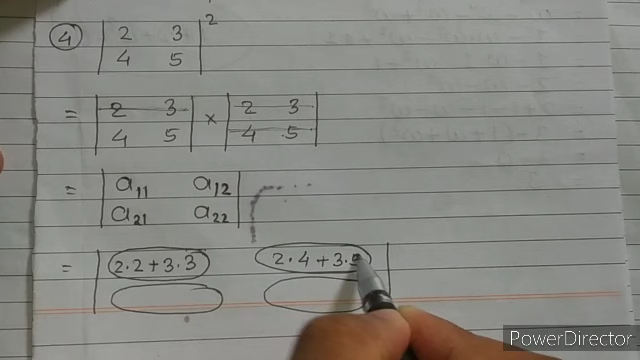 ④ | 2 3 |²
| 4 5 |
= | 2 3 | × | 2 3 |
| 4 5 | | 4 5 |
= | a₁₁ a₁₂ |
| a₂₁ a₂₂ |
= | 2·2+3·3 2·4+3·5 |
PowerDirector